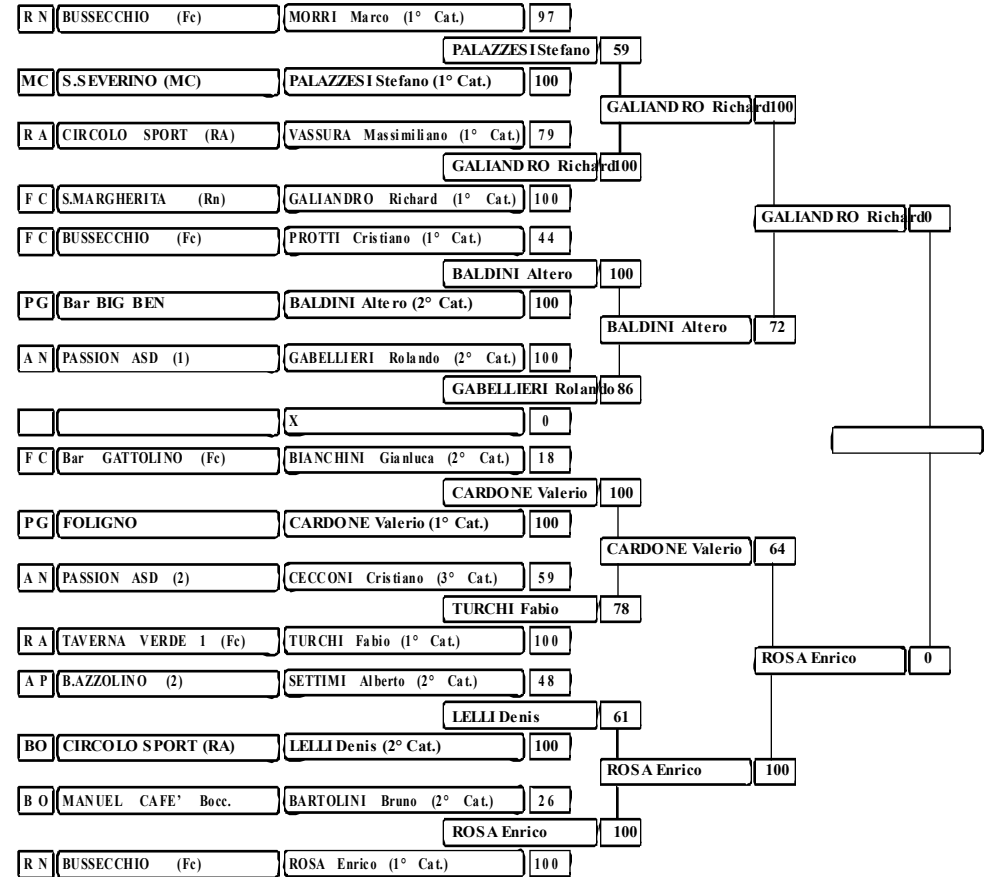 R N BUSSECCHIO (Fc) MORRI Marco (1° Cat.) 97
PALAZZESI Stefano 59
MC S.SEVERINO (MC) PALAZZESI Stefano (1° Cat.) 100
GALIANDRO Richard 100
R A CIRCOLO SPORT (RA) VASSURA Massimiliano (1° Cat.) 79
GALIANDRO Richard 100
F C S.MARGHERITA (Rn) GALIANDRO Richard (1° Cat.) 100
GALIANDRO Richard 0
F C BUSSECCHIO (Fc) PROTTI Cristiano (1° Cat.) 44
BALDINI Altero 100
PG Bar BIG BEN BALDINI Altero (2° Cat.) 100
BALDINI Altero 72
A N PASSION ASD (1) GABELLIERI Rolando (2° Cat.) 100
GABELLIERI Rolando 86
X 0
F C Bar GATTOLINO (Fc) BIANCHINI Gianluca (2° Cat.) 18
CARDONE Valerio 100
PG FOLIGNO CARDONE Valerio (1° Cat.) 100
CARDONE Valerio 64
A N PASSION ASD (2) CECCONI Cristiano (3° Cat.) 59
TURCHI Fabio 78
R A TAVERNA VERDE 1 (Fc) TURCHI Fabio (1° Cat.) 100
ROSA Enrico 0
A P B.AZZOLINO (2) SETTIMI Alberto (2° Cat.) 48
LELLI Denis 61
BO CIRCOLO SPORT (RA) LELLI Denis (2° Cat.) 100
ROSA Enrico 100
B O MANUEL CAFE' Bocc. BARTOLINI Bruno (2° Cat.) 26
ROSA Enrico 100
R N BUSSECCHIO (Fc) ROSA Enrico (1° Cat.) 100